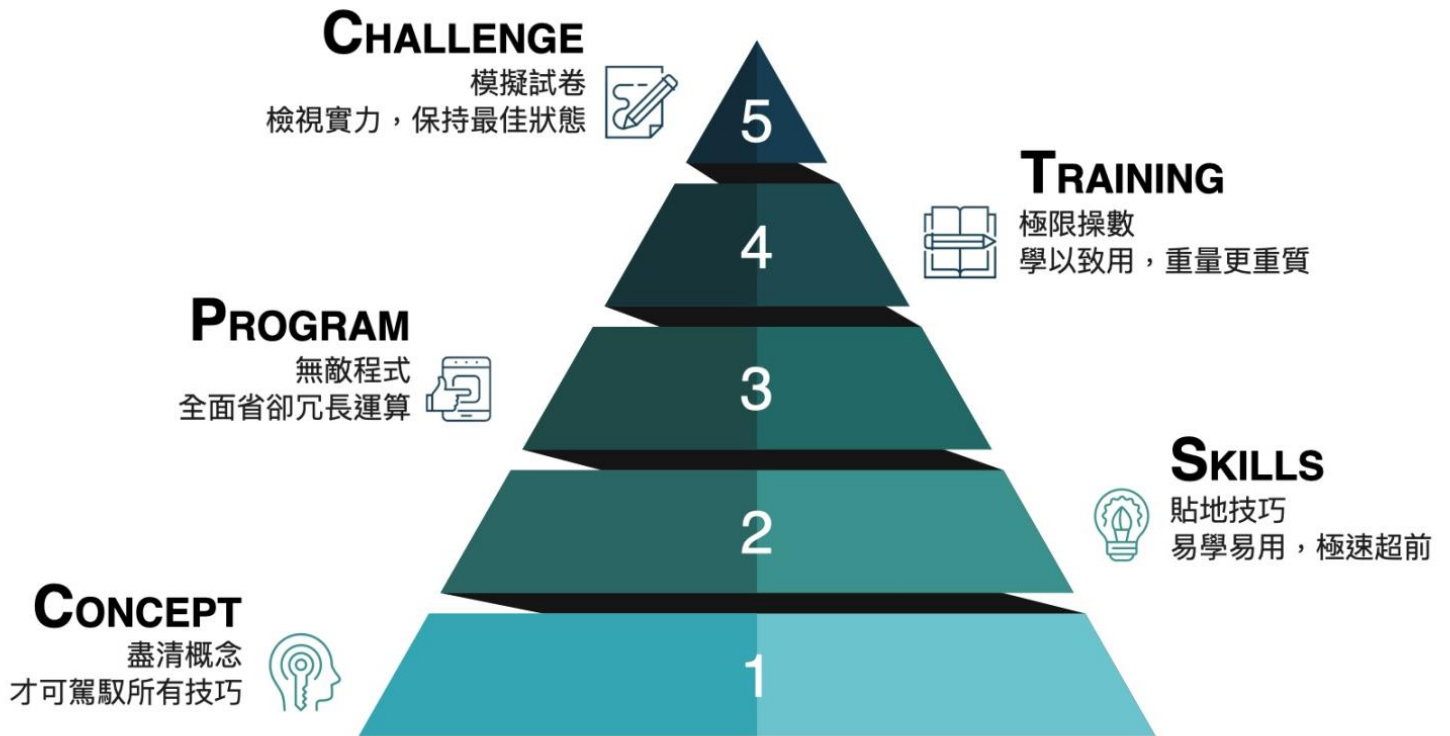 CHALLENGE
模擬試卷
檢視實力，保持最佳狀態
5
TRAINING
極限操數
學以致用，重量更重質
4
PROGRAM
無敵程式
全面省卻冗長運算
3
SKILLS
貼地技巧
易學易用，極速超前
2
CONCEPT
盡清概念
才可駕馭所有技巧
1